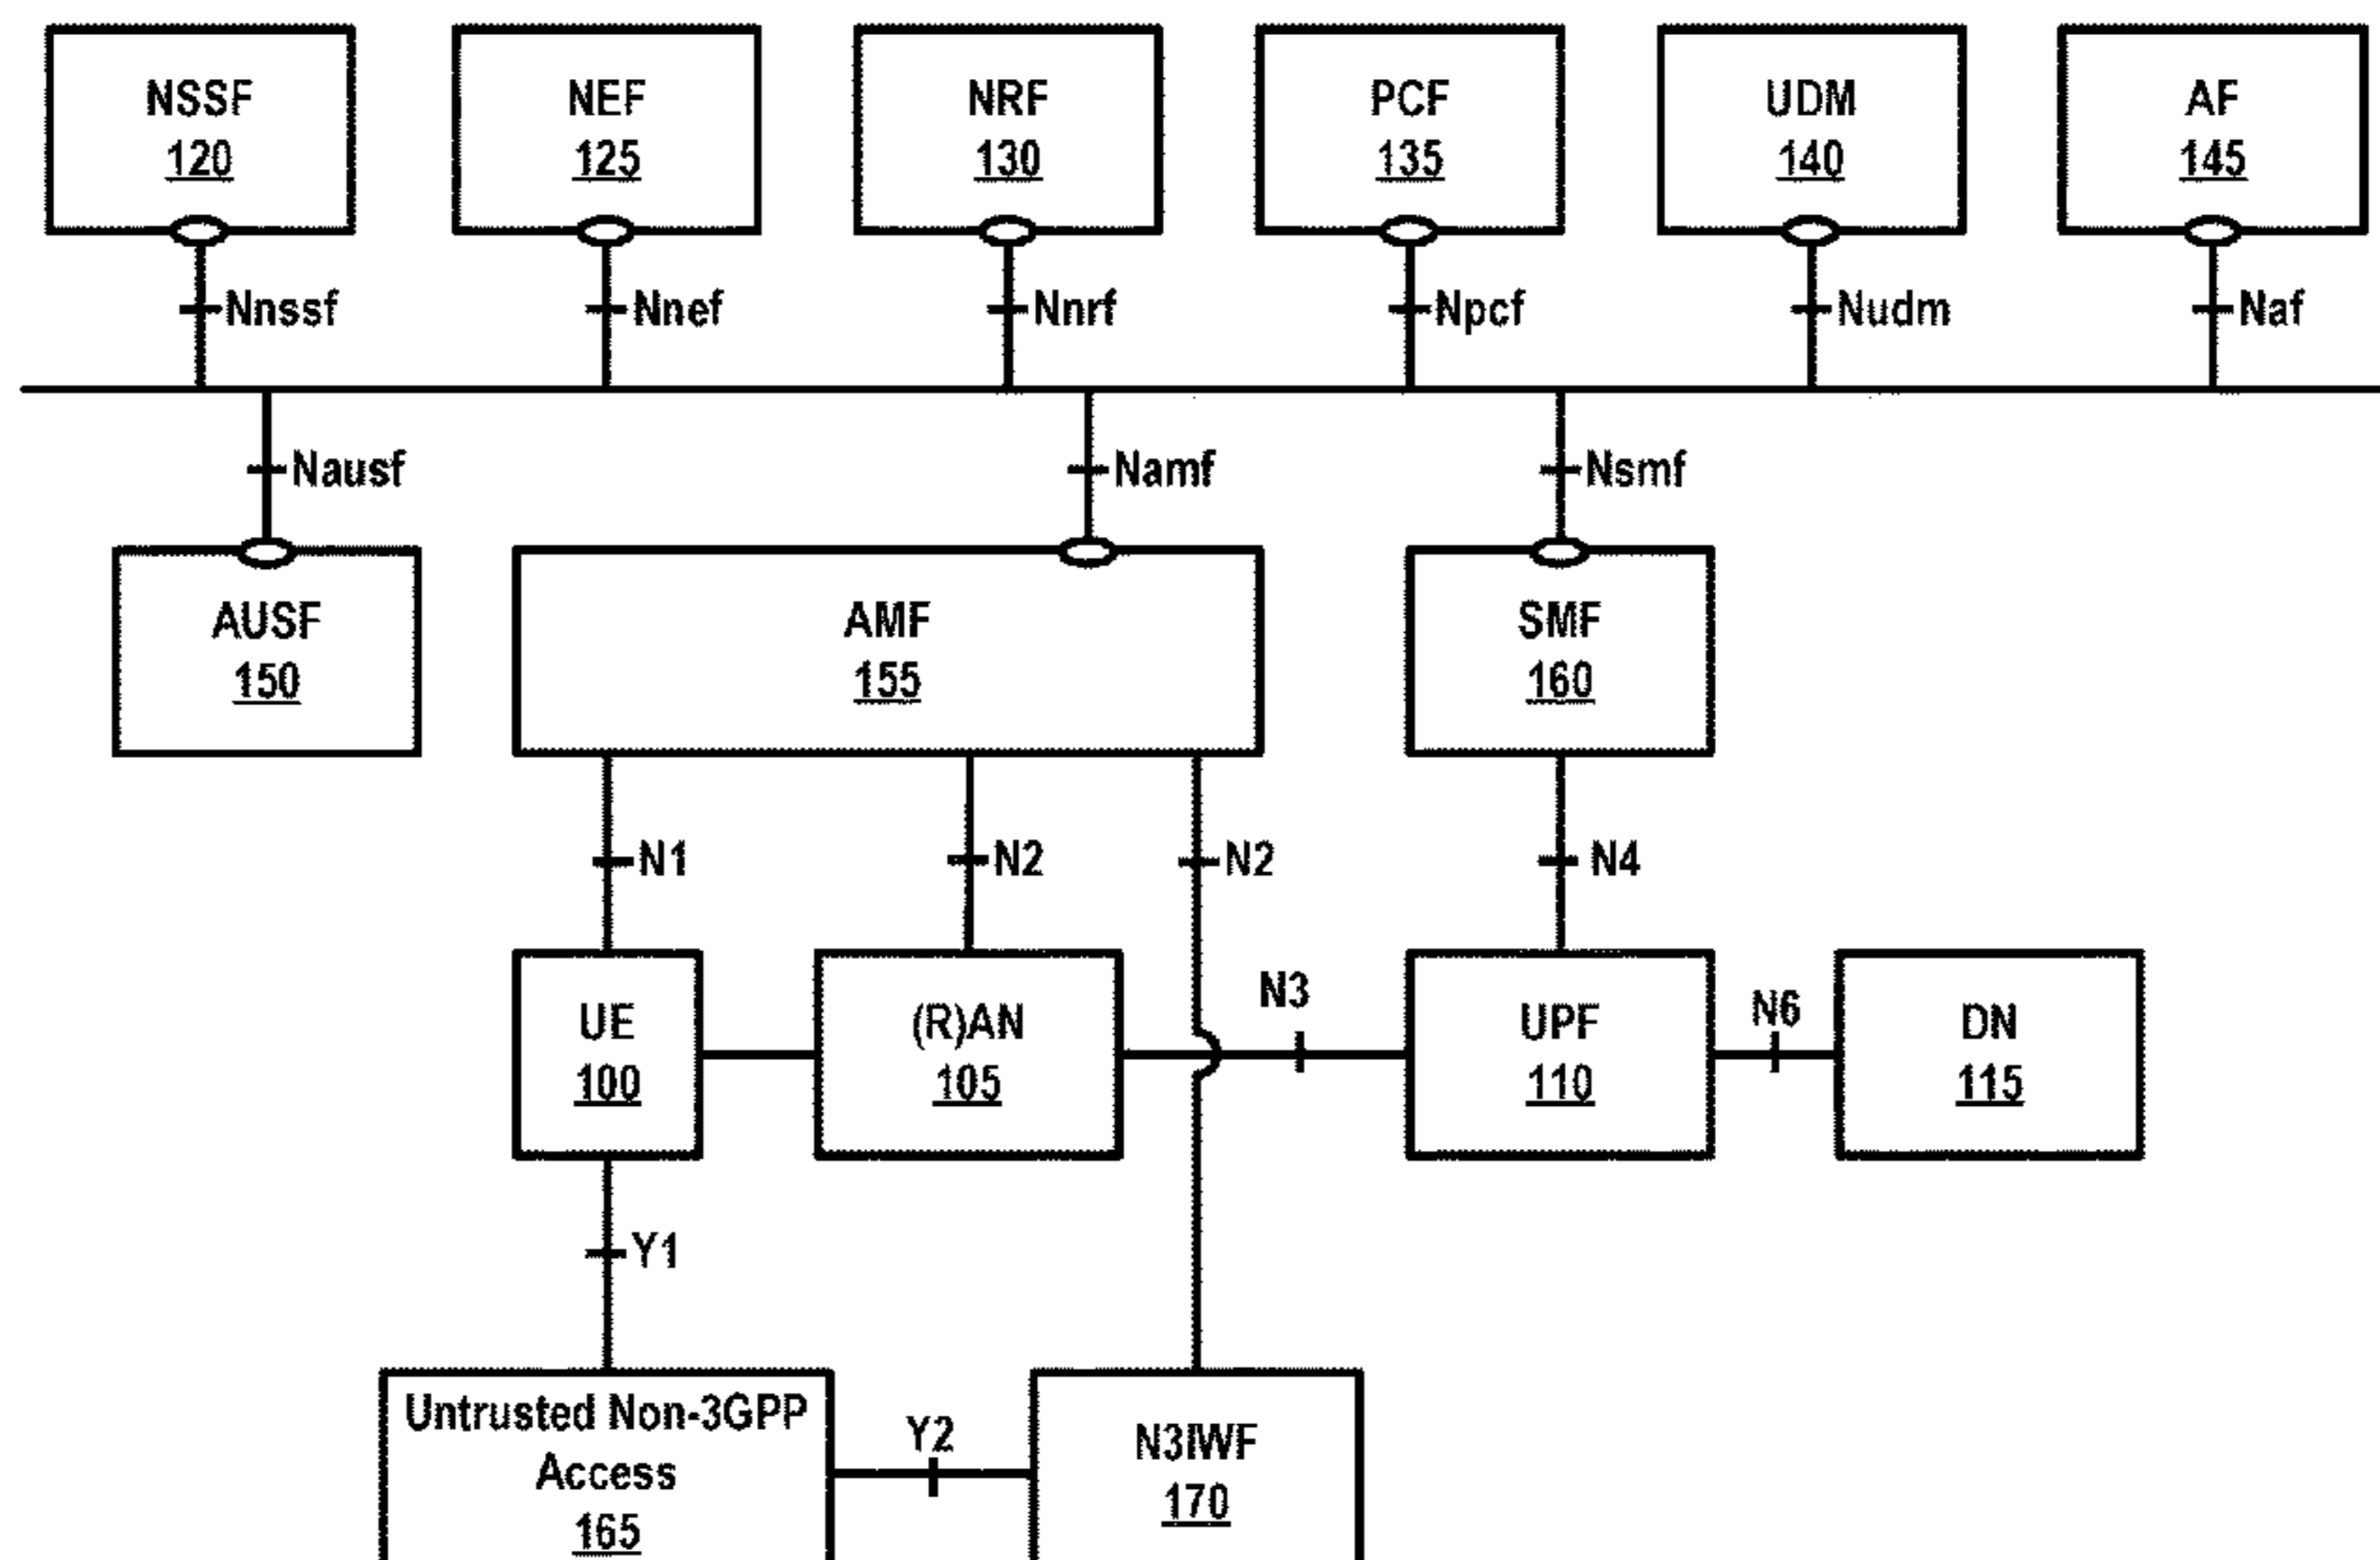 NSSF
120
NEF
125
NRF
130
PCF
135
UDM
140
AF
145
Nnssf
Nnef
Nnrf
Npcf
Nudm
Naf
Nausf
Namf
Nsmf
AUSF
150
AMF
155
SMF
160
N1
N2
N2
N4
UE
100
(R)AN
105
N3
UPF
110
N6
DN
115
Y1
Untrusted Non-3GPP
Access
165
Y2
N3IWF
170